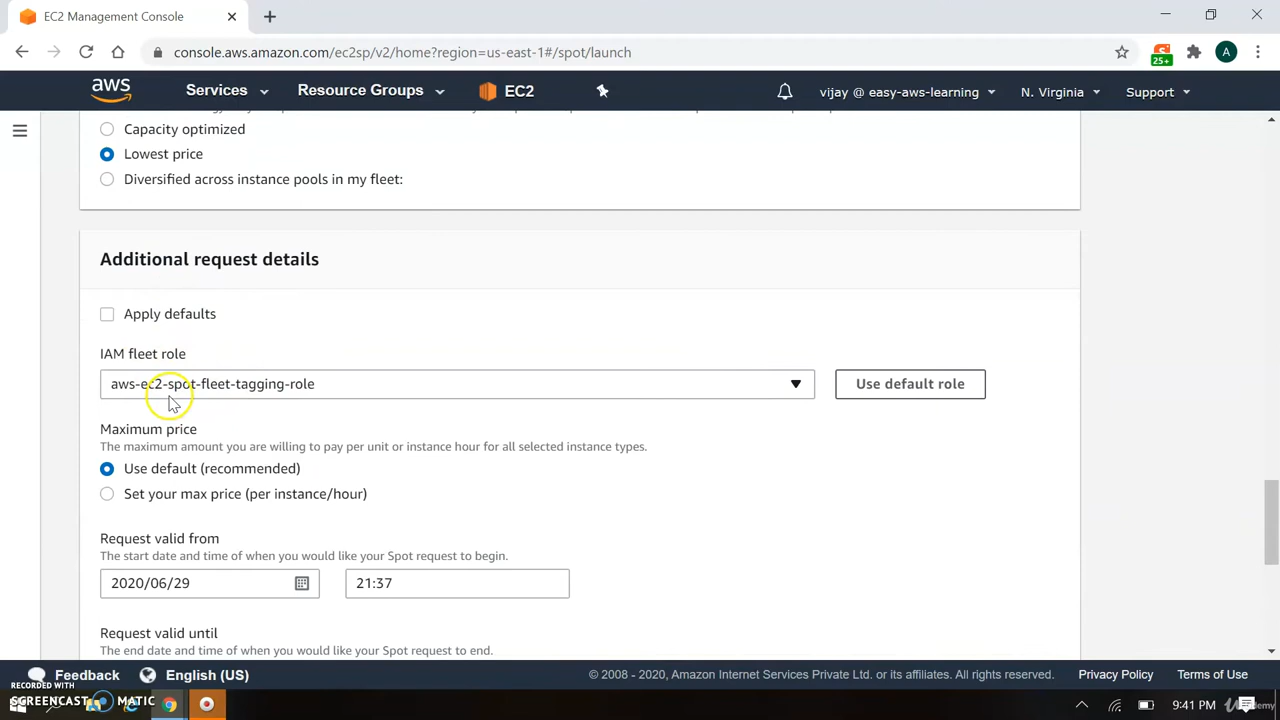 EC2 Management Console
console.aws.amazon.com/ec2sp/v2/home?region=us-east-1#/spot/launch
25+
A
aws
Services
Resource Groups
EC2
vijay @ easy-aws-learning
N. Virginia
Support
Capacity optimized
Lowest price
Diversified across instance pools in my fleet:
Additional request details
Apply defaults
IAM fleet role
aws-ec2-spot-fleet-tagging-role
Use default role
Maximum price
The maximum amount you are willing to pay per unit or instance hour for all selected instance types.
Use default (recommended)
Set your max price (per instance/hour)
Request valid from
The start date and time of when you would like your Spot request to begin.
2020/06/29
21:37
Request valid until
The end date and time of when you would like your Spot request to end.
Feedback
English (US)
© 2008 - 2020, Amazon Internet Services Private Ltd. or its affiliates. All rights reserved.
Privacy Policy
Terms of Use
RECORDED WITH
SCREENCAST MATIC
9:41 PM